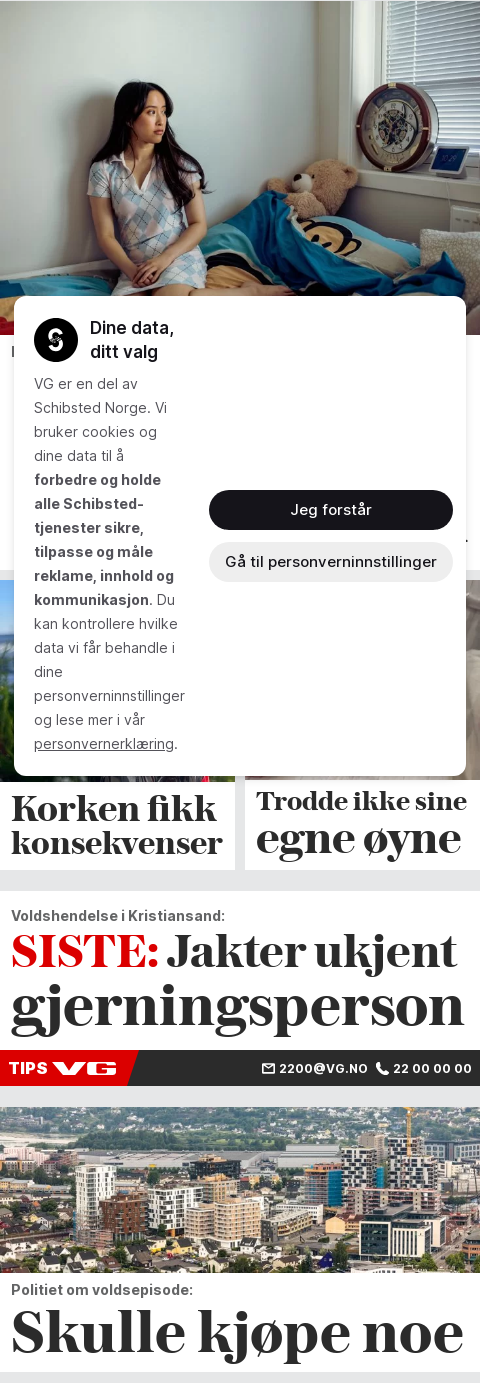 Dine data,
ditt valg
VG er en del av
Schibsted Norge. Vi
bruker cookies og
dine data til å
forbedre og holde
alle Schibsted-
tjenester sikre,
tilpasse og måle
reklame, innhold og
kommunikasjon. Du
kan kontrollere hvilke
data vi får behandle i
dine
personverninnstillinger
og lese mer i vår
personvernerklæring.
Jeg forstår
Gå til personverninnstillinger
Korken fikk
konsekvenser
Trodde ikke sine
egne øyne
Voldshendelse i Kristiansand:
SISTE: Jakter ukjent
gjerningsperson
TIPS VG 2200@VG.NO 22 00 00 00
Politiet om voldsepisode:
Skulle kjøpe noe